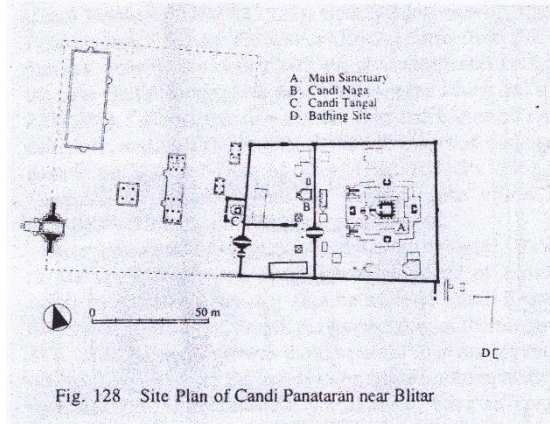 A. Main Sanctuary
B. Candi Naga
C. Candi Tangal
D. Bathing Site
B
C
A
0 50 m
D
Fig. 128 Site Plan of Candi Panataran near Blitar